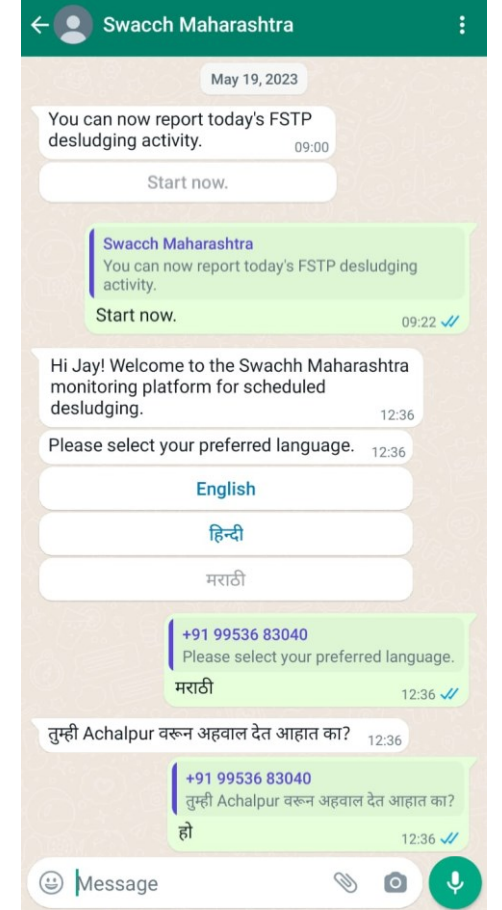 Swacch Maharashtra
May 19, 2023
You can now report today's FSTP
desludging activity.
09:00
Start now.
Swacch Maharashtra
You can now report today's FSTP desludging
activity.
Start now.
09:22
Hi Jay! Welcome to the Swachh Maharashtra
monitoring platform for scheduled
desludging.
12:36
Please select your preferred language.
12:36
English
हिन्दी
मराठी
+91 99536 83040
Please select your preferred language.
मराठी
12:36
तुम्ही Achalpur वरून अहवाल देत आहात का?
12:36
+91 99536 83040
तुम्ही Achalpur वरून अहवाल देत आहात का?
हो
12:36
Message